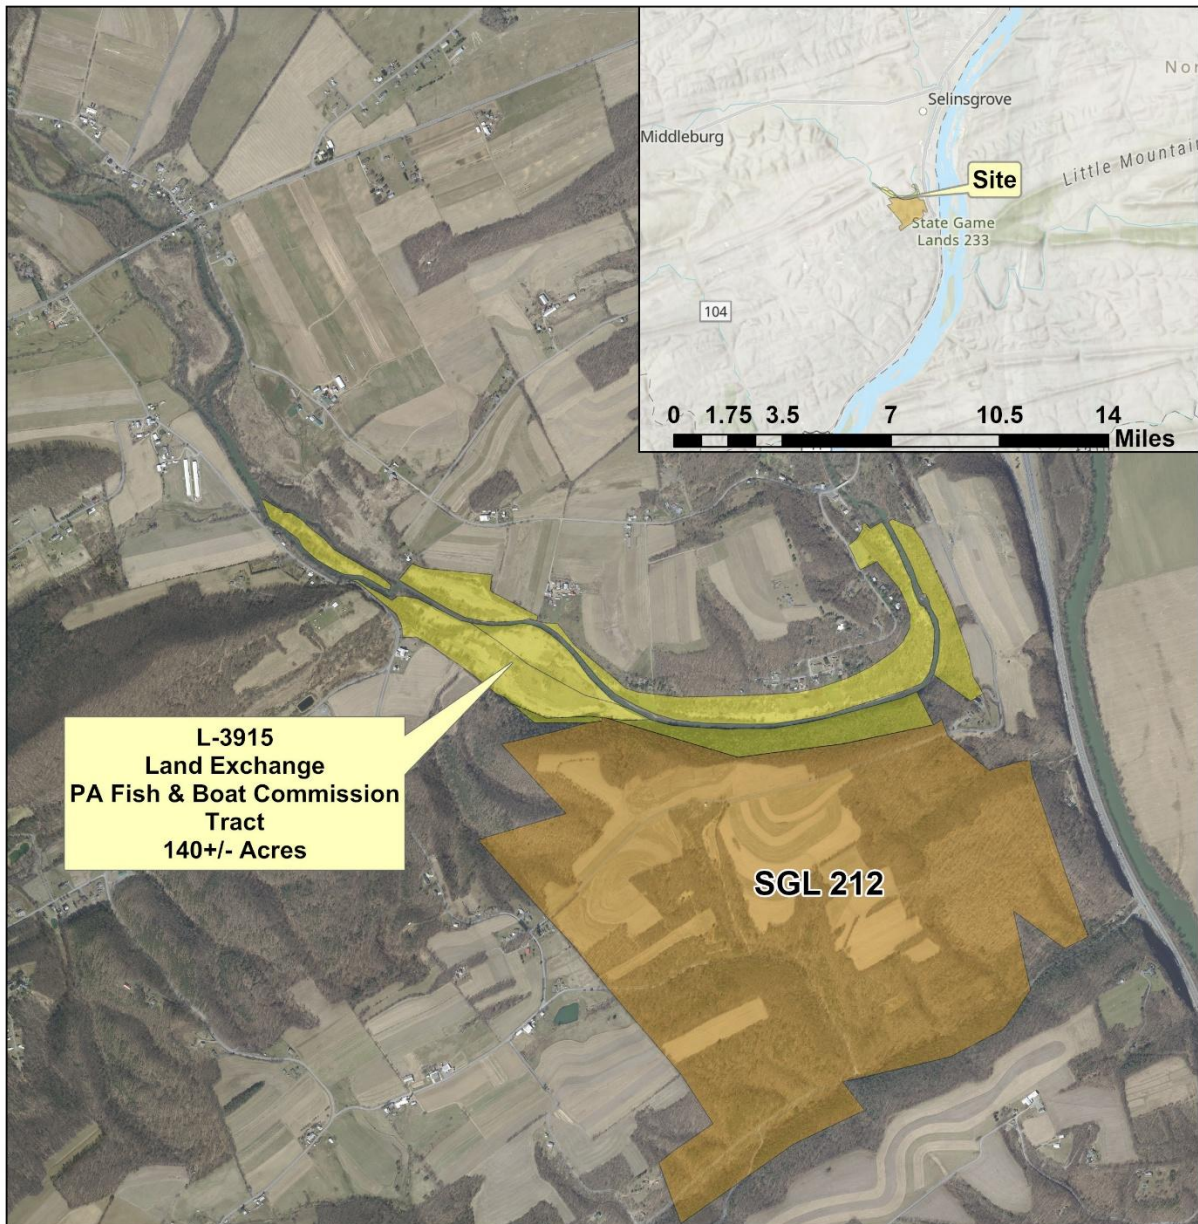 Nor
Selinsgrove
Middleburg
Little Mountain
Site
State Game
Lands 233
104
0 1.75 3.5 7 10.5 14
Miles
L-3915
Land Exchange
PA Fish & Boat Commission
Tract
140+/- Acres
SGL 212